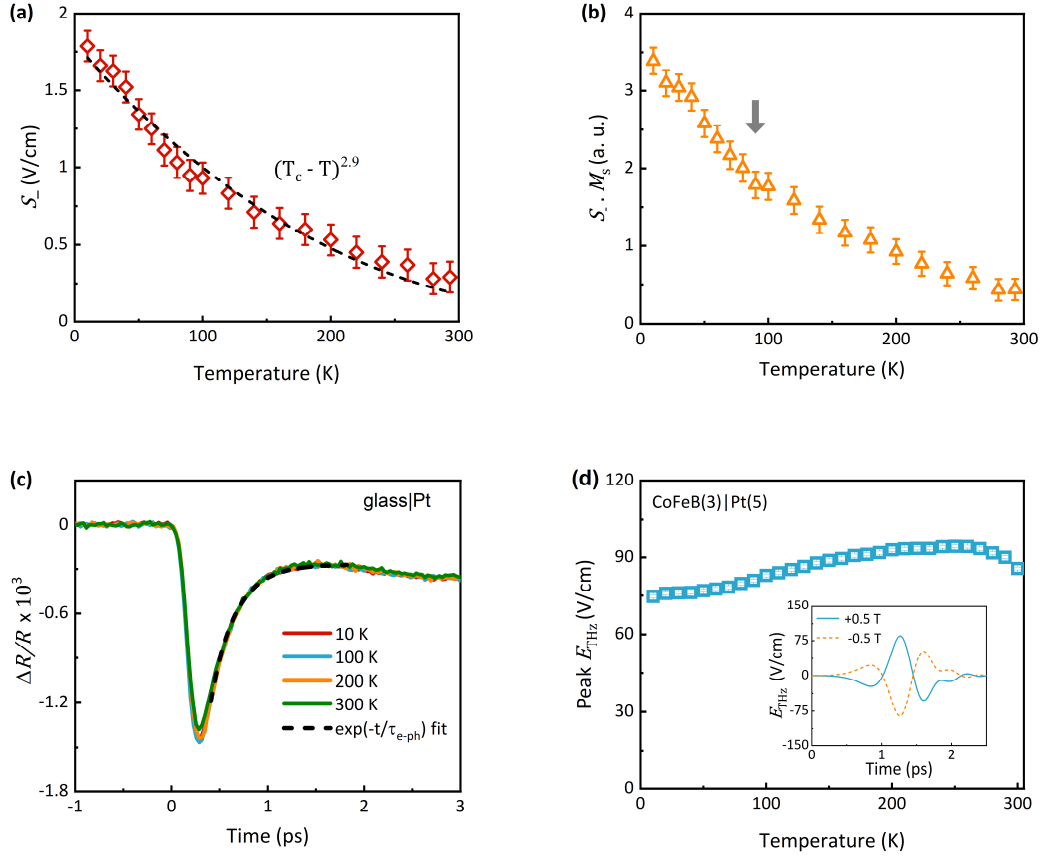 (a)
2
1.5
1
0.5
0
S_ (V/cm)
(T_c - T)^2.9
0
100
200
300
Temperature (K)
(b)
4
3
2
1
0
S_- . M_s (a. u.)
0
100
200
300
Temperature (K)
(c)
glass|Pt
0
-0.6
-1.2
-1.8
ΔR/R x 10^3
10 K
100 K
200 K
300 K
exp(-t/τ_e-ph) fit
-1
0
1
2
3
Time (ps)
(d)
CoFeB(3)|Pt(5)
120
90
60
30
0
Peak E_THz (V/cm)
150
75
0
-75
-150
E_THz (V/cm)
+0.5 T
-0.5 T
0
1
2
Time (ps)
0
100
200
300
Temperature (K)